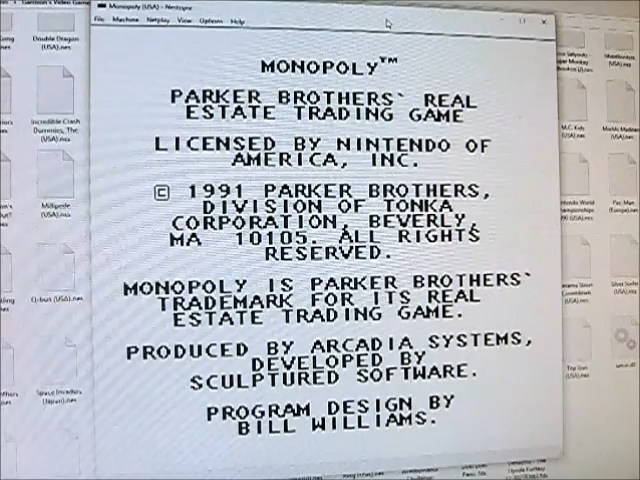 Monopoly (USA) - Nestopia
File Machine Netplay View Options Help
MONOPOLY™
PARKER BROTHERS` REAL
ESTATE TRADING GAME
LICENSED BY NINTENDO OF
AMERICA, INC.
© 1991 PARKER BROTHERS,
DIVISION OF TONKA
CORPORATION, BEVERLY,
MA 10105. ALL RIGHTS
RESERVED.
MONOPOLY IS PARKER BROTHERS`
TRADEMARK FOR ITS REAL
ESTATE TRADING GAME.
PRODUCED BY ARCADIA SYSTEMS,
DEVELOPED BY
SCULPTURED SOFTWARE.
PROGRAM DESIGN BY
BILL WILLIAMS.
Double Dragon
(USA).nes
Incredible Crash
Dummies, The
(USA).nes
Millipede
(USA).nes
Q-bert (USA).nes
Space Invaders
(Japan).nes
M.C. Kids
(USA).nes
Pac-Man
(Europe).nes
Top Gun
(USA).nes